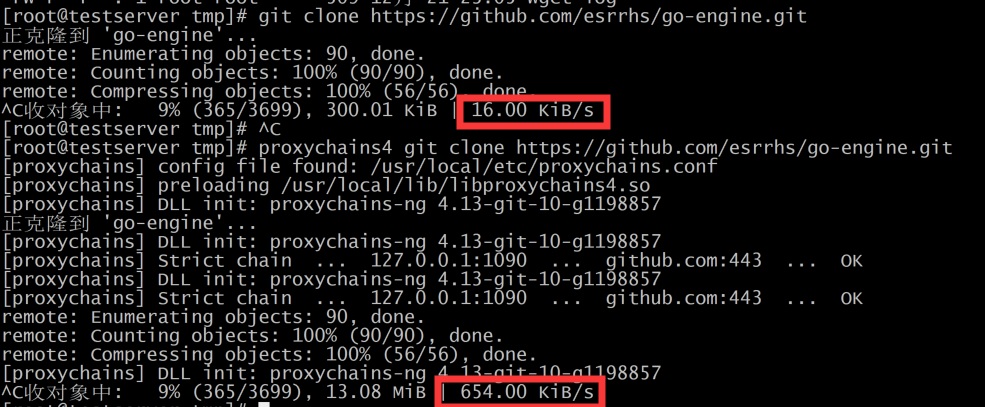 [root@testserver tmp]# git clone https://github.com/esrrhs/go-engine.git
正克隆到 'go-engine'...
remote: Enumerating objects: 90, done.
remote: Counting objects: 100% (90/90), done.
remote: Compressing objects: 100% (56/56), done.
^C收对象中:   9% (365/3699), 300.01 KiB | 16.00 KiB/s
[root@testserver tmp]# ^C
[root@testserver tmp]# proxychains4 git clone https://github.com/esrrhs/go-engine.git
[proxychains] config file found: /usr/local/etc/proxychains.conf
[proxychains] preloading /usr/local/lib/libproxychains4.so
[proxychains] DLL init: proxychains-ng 4.13-git-10-g1198857
正克隆到 'go-engine'...
[proxychains] DLL init: proxychains-ng 4.13-git-10-g1198857
[proxychains] Strict chain  ...  127.0.0.1:1090  ...  github.com:443  ...  OK
[proxychains] DLL init: proxychains-ng 4.13-git-10-g1198857
[proxychains] Strict chain  ...  127.0.0.1:1090  ...  github.com:443  ...  OK
remote: Enumerating objects: 90, done.
remote: Counting objects: 100% (90/90), done.
remote: Compressing objects: 100% (56/56), done.
[proxychains] DLL init: proxychains-ng 4.13-git-10-g1198857
^C收对象中:   9% (365/3699), 13.08 MiB | 654.00 KiB/s
[root@testserver tmp]#